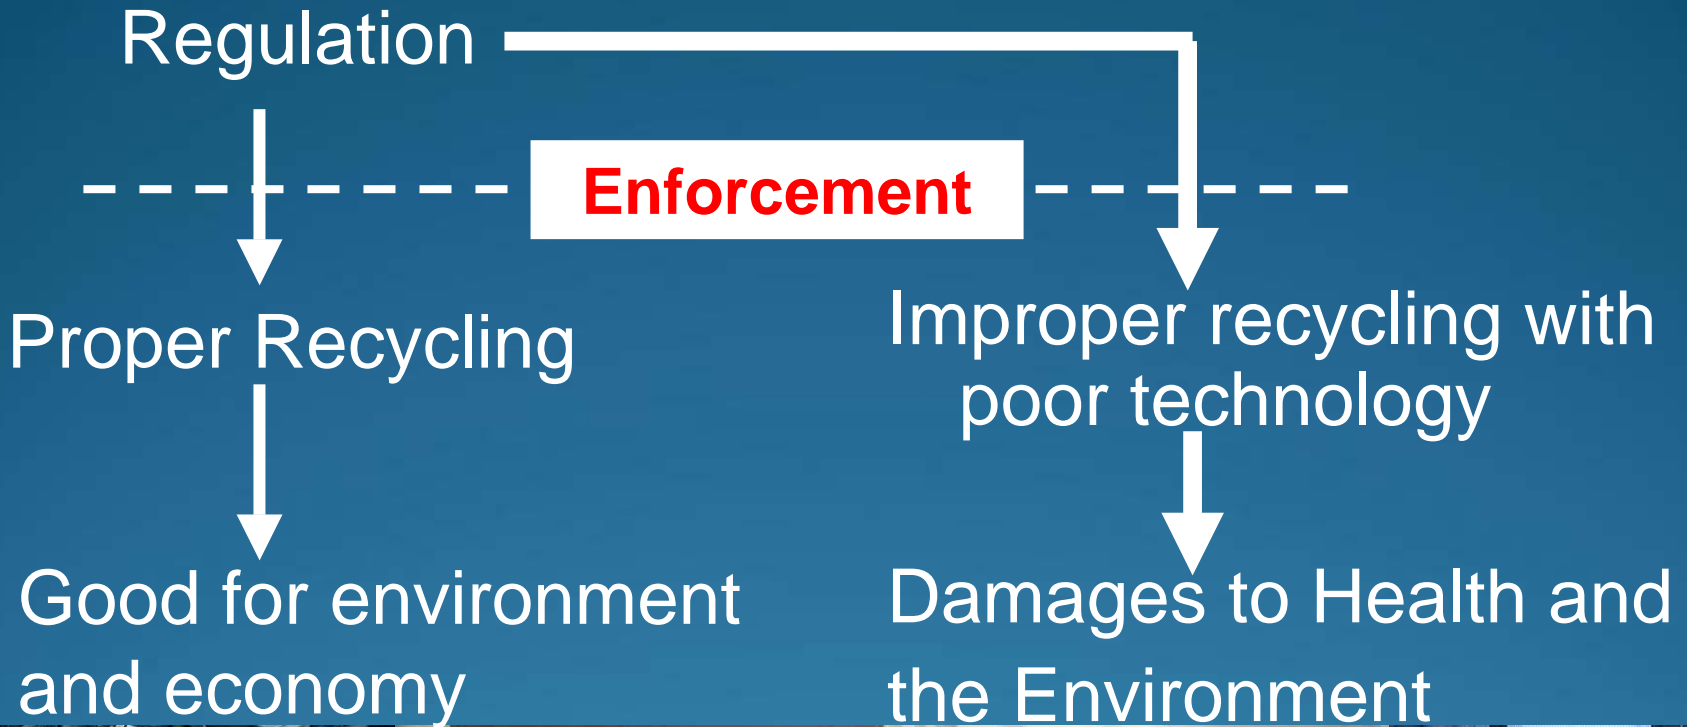 Regulation
Enforcement
Proper Recycling
Improper recycling with
poor technology
Good for environment
and economy
Damages to Health and
the Environment